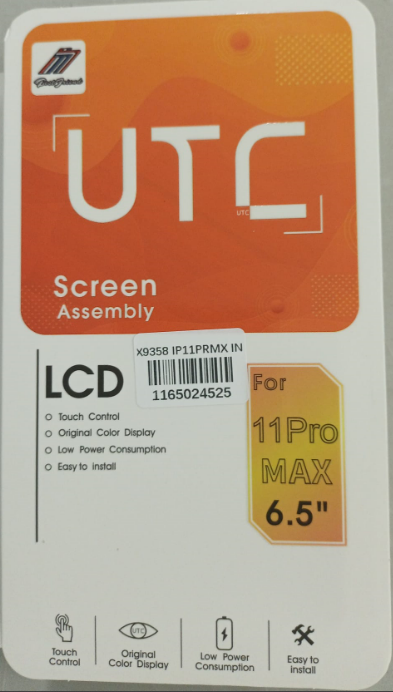 UTC
UTC
Screen
Assembly
X9358 IP11PRMX IN
1165024525
LCD
Touch Control
Original Color Display
Low Power Consumption
Easy to install
For
11Pro
MAX
6.5"
UTC
Touch
Control
Original
Color Display
Low Power
Consumption
Easy to
Install